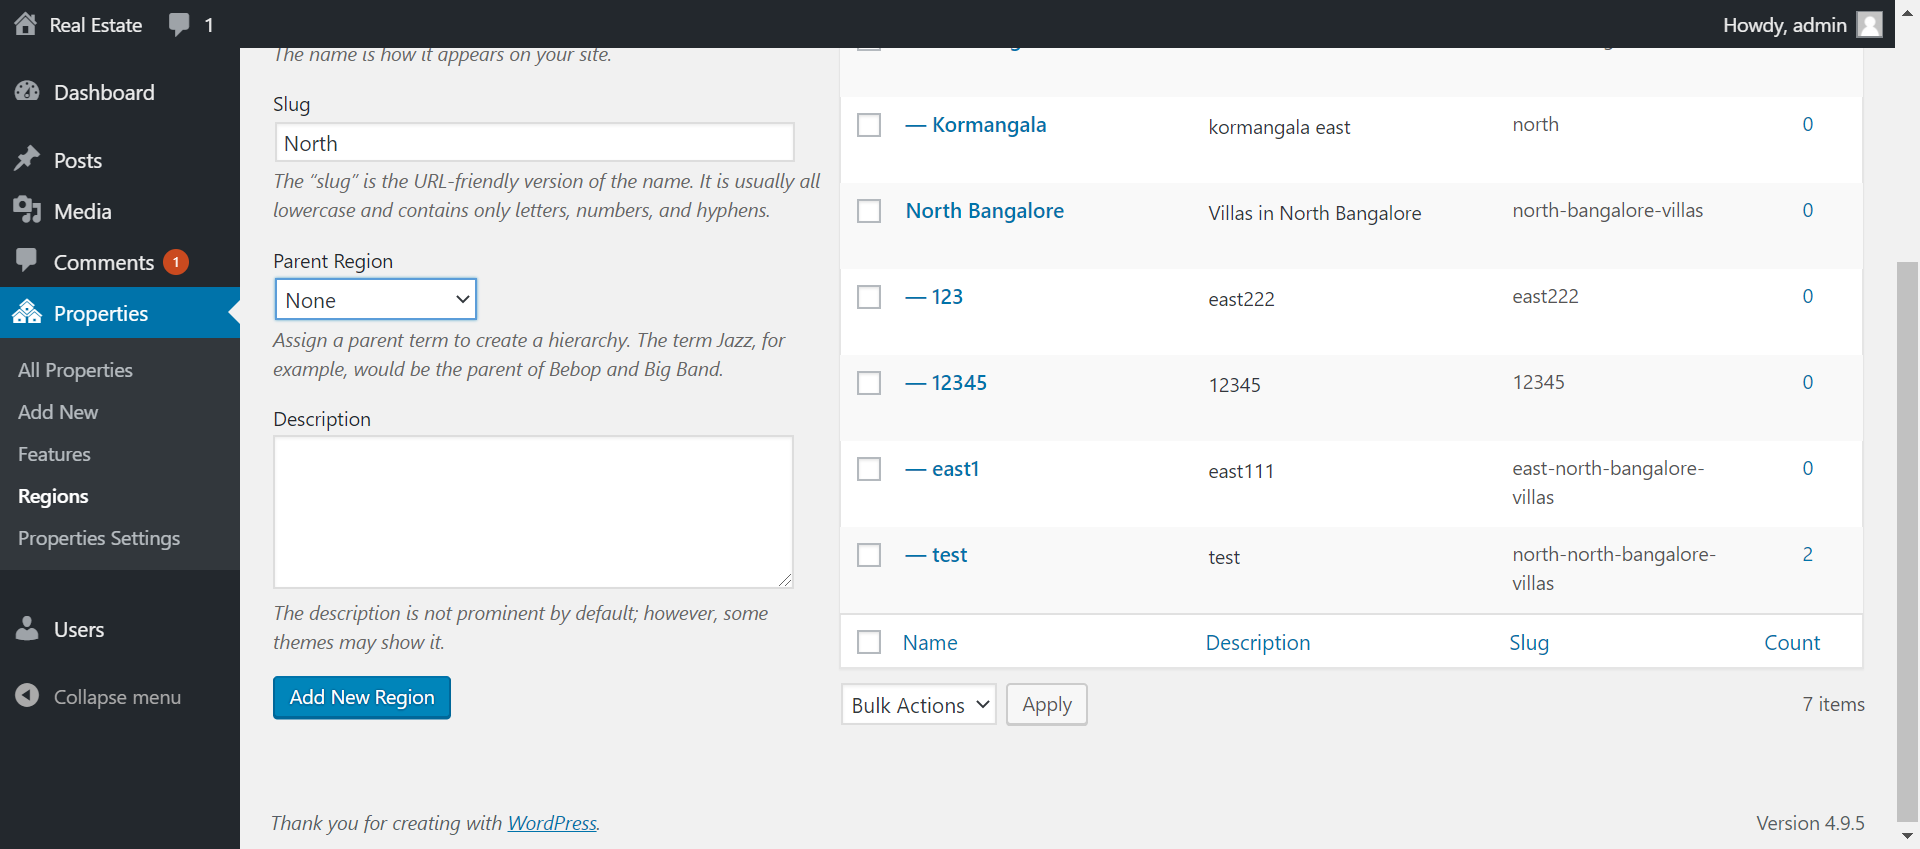 Real Estate 1 Howdy, admin
Dashboard
Posts
Media
Comments 1
Properties
All Properties
Add New
Features
Regions
Properties Settings
Users
Collapse menu
The name is how it appears on your site.
Slug
North
The “slug” is the URL-friendly version of the name. It is usually all
lowercase and contains only letters, numbers, and hyphens.
Parent Region
None
Assign a parent term to create a hierarchy. The term Jazz, for
example, would be the parent of Bebop and Big Band.
Description
The description is not prominent by default; however, some
themes may show it.
Add New Region
— Kormangala kormangala east north 0
North Bangalore Villas in North Bangalore north-bangalore-villas 0
— 123 east222 east222 0
— 12345 12345 12345 0
— east1 east111 east-north-bangalore- 0
villas
— test test north-north-bangalore- 2
villas
Name Description Slug Count
Bulk Actions Apply 7 items
Thank you for creating with WordPress. Version 4.9.5